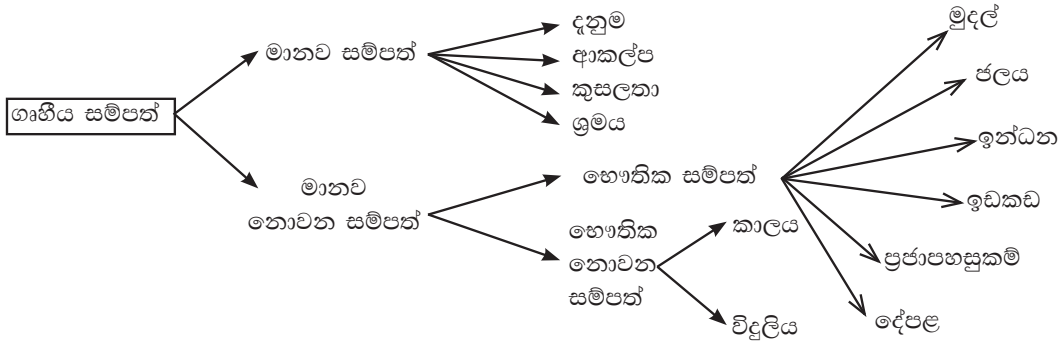 ගෘහීය සම්පත්
මානව සම්පත්
දැනුම
ආකල්ප
කුසලතා
ශ්‍රමය
මානව
නොවන සම්පත්
භෞතික සම්පත්
මුදල්
ජලය
ඉන්ධන
ඉඩකඩ
ප්‍රජාපහසුකම්
දේපළ
භෞතික
නොවන
සම්පත්
කාලය
විදුලිය